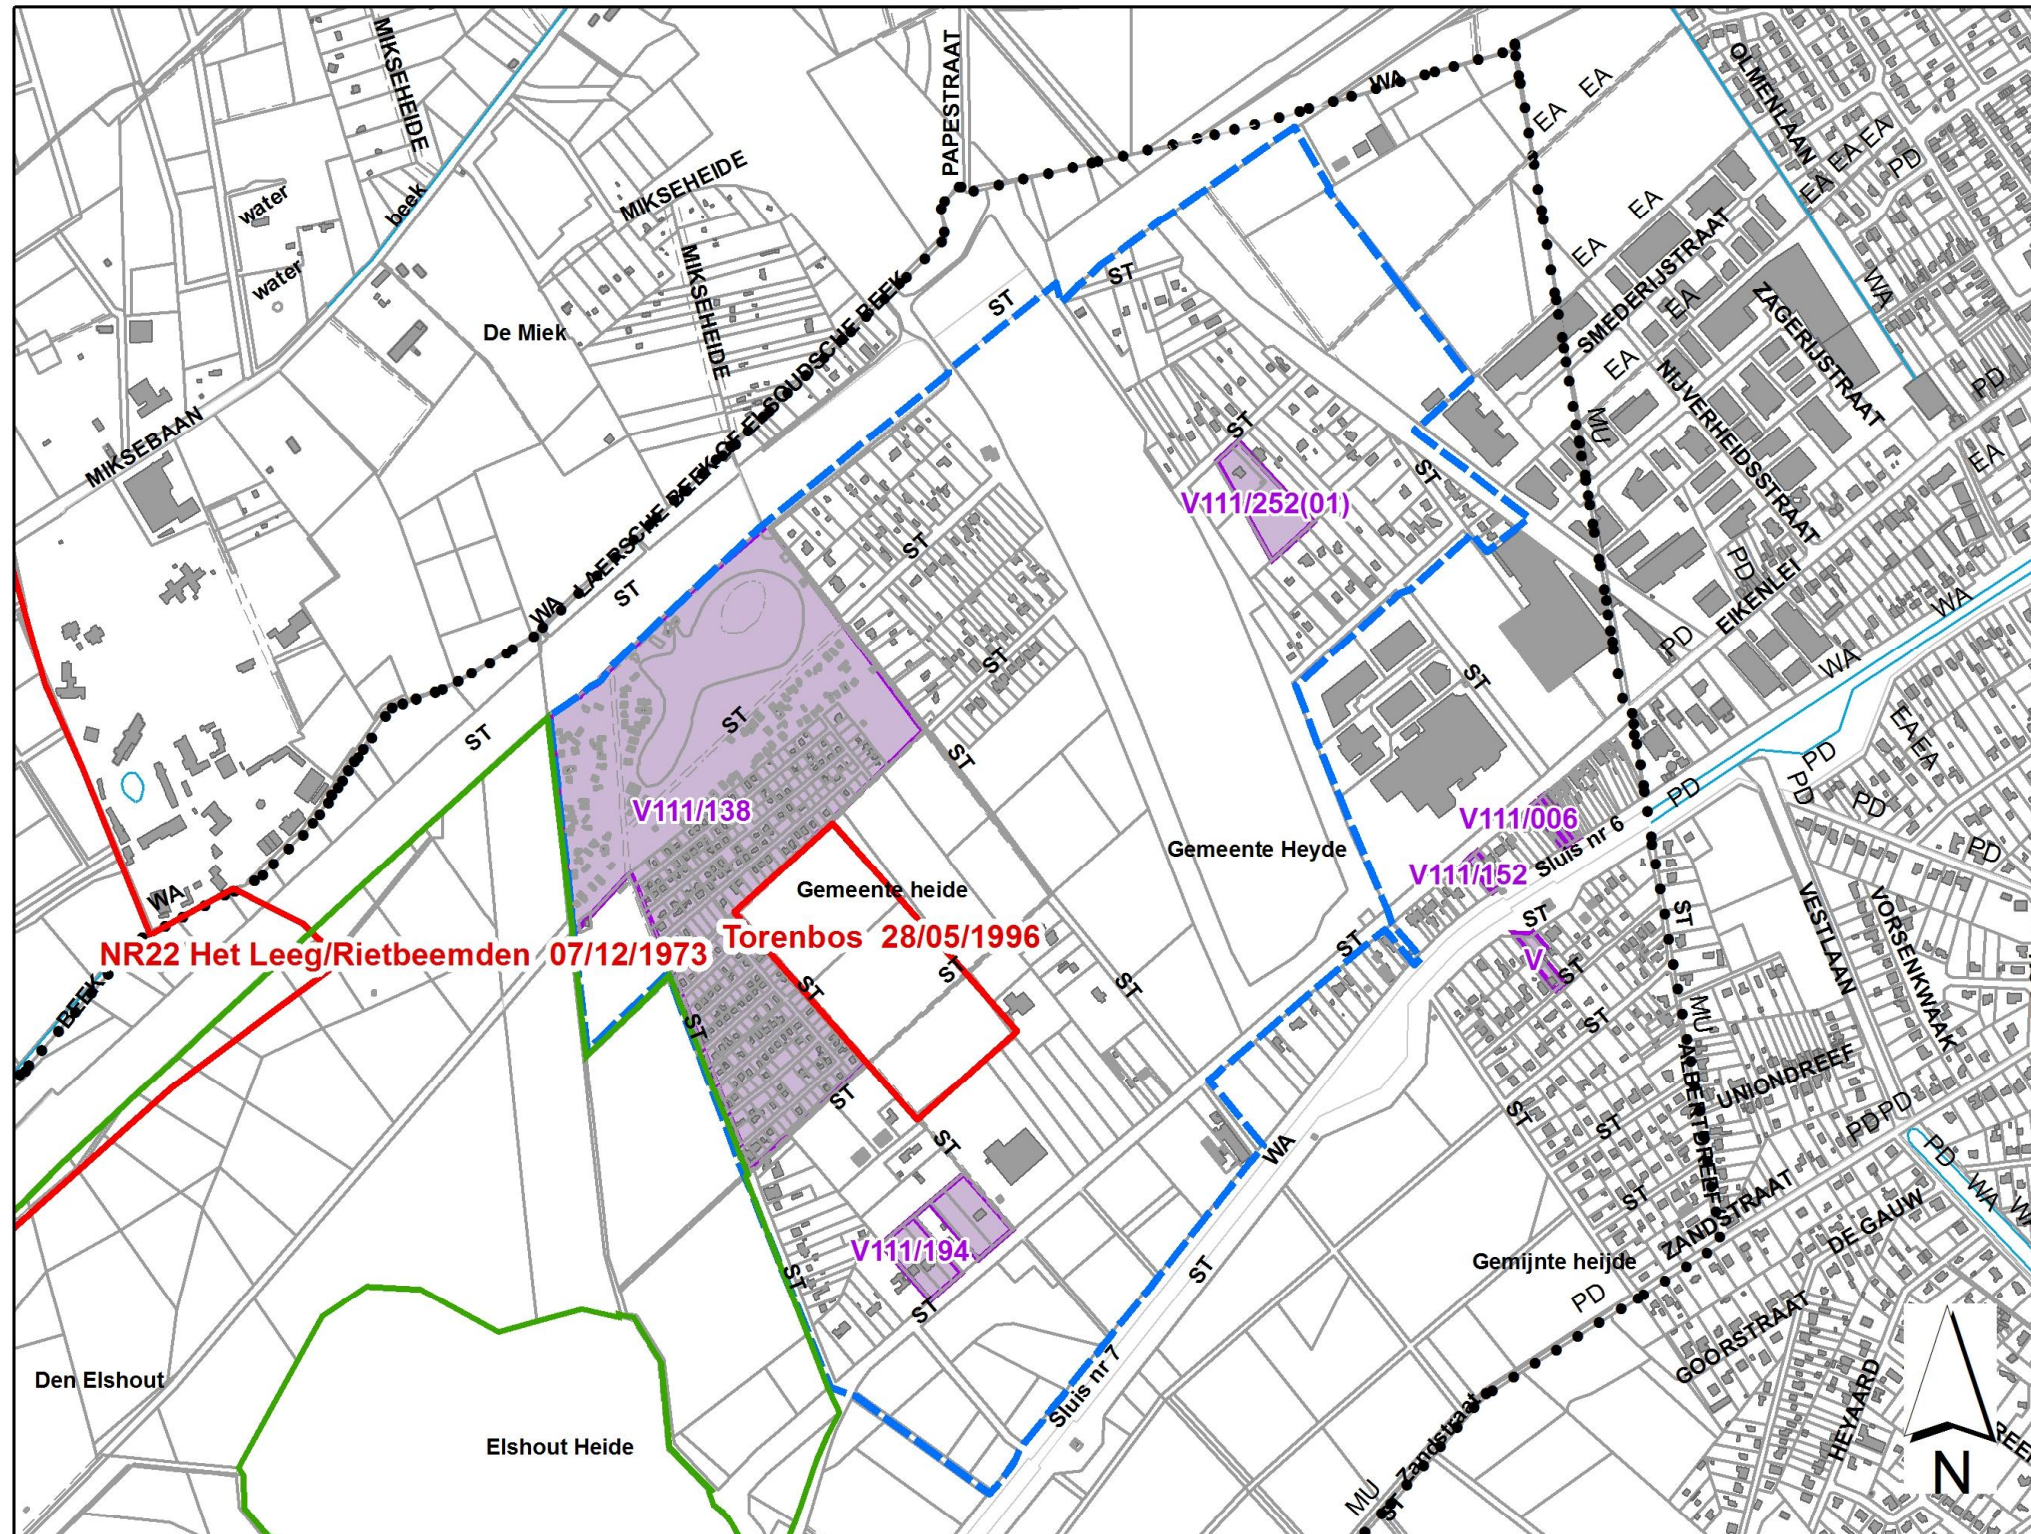 MIKSEHEIDE
PAPESTRAAT
WA
EA
EA
OLMENLAAN
EA
EA
EA
PD
water
beek
MIKSEHEIDE
EA
EA
SMEDERIJSTRAAT
WA
water
MIKSEHEIDE
ST
ST
EA
ZAGERIJSTRAAT
De Miek
EA
NIJVERHEIDSSTRAAT
PD
MIKSEBAAN
LAERSCHE BEEK OF ELSOUDSCHE BEEK
ST
MU
EA
ST
V111/252(01)
ST
PD
EIKENLEI
WA
ST
WA
PD
WA
ST
ST
ST
ST
ST
EA
EA
PD
PD
PD
PD
V111/138
V111/006
Sluis nr 6
PD
Gemeente Heyde
V111/152
Gemeente heide
WA
ST
ST
VESTLAAN
VORSENKWAAK
NR22 Het Leeg/Rietbeemden 07/12/1973
Torenbos 28/05/1996
ST
V
ST
BEEK
ST
ST
ST
ST
ST
MU
ALBERTDREEF
UNIONDREEF
ST
ST
ST
PD
PD
ST
WA
PD
WA
ST
ZANDSTRAAT
DE GAUW
V111/194
ST
ST
Gemijnte heijde
ST
PD
GOORSTRAAT
Den Elshout
Sluis nr 7
HEYAARD
Elshout Heide
Zandstraat
MU
ST
N